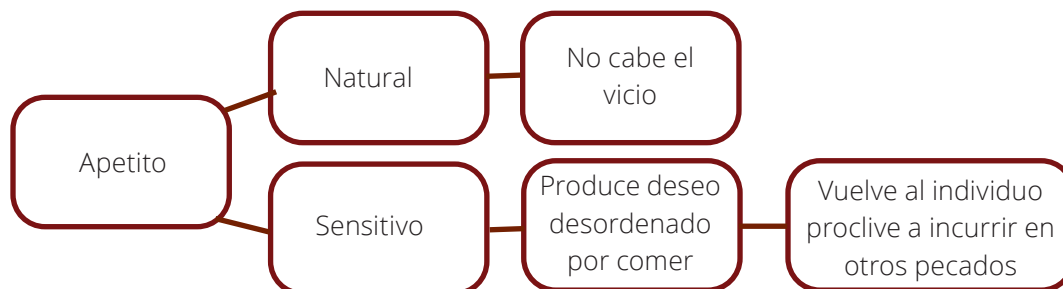 Apetito
Natural
No cabe el
vicio
Sensitivo
Produce deseo
desordenado
por comer
Vuelve al individuo
proclive a incurrir en
otros pecados